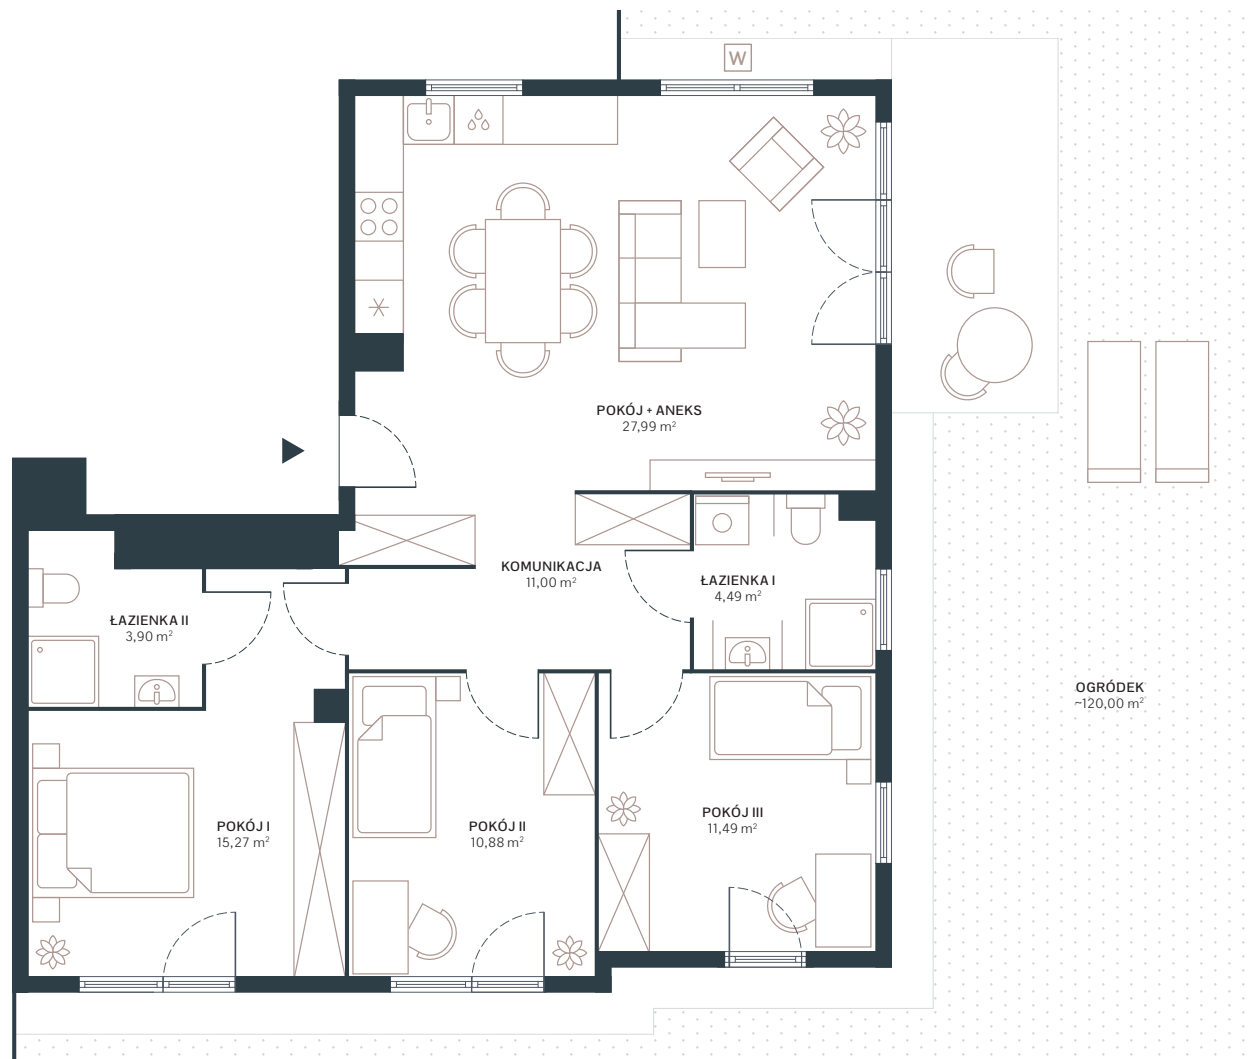 W
POKÓJ + ANEKS
27,99 m²
KOMUNIKACJA
11,00 m²
ŁAZIENKA I
4,49 m²
ŁAZIENKA II
3,90 m²
OGRÓDEK
~120,00 m²
POKÓJ I
15,27 m²
POKÓJ II
10,88 m²
POKÓJ III
11,49 m²